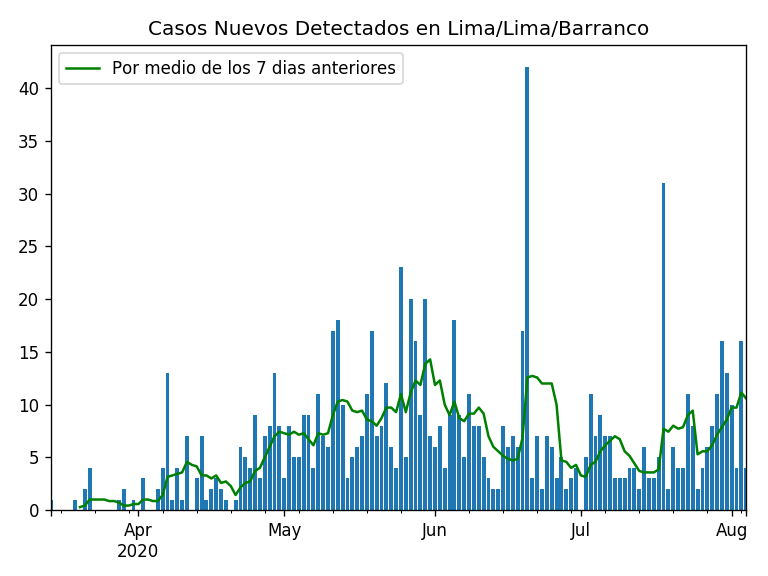 Casos Nuevos Detectados en Lima/Lima/Barranco
Por medio de los 7 dias anteriores
40
35
30
25
20
15
10
5
0
Apr
2020
May
Jun
Jul
Aug